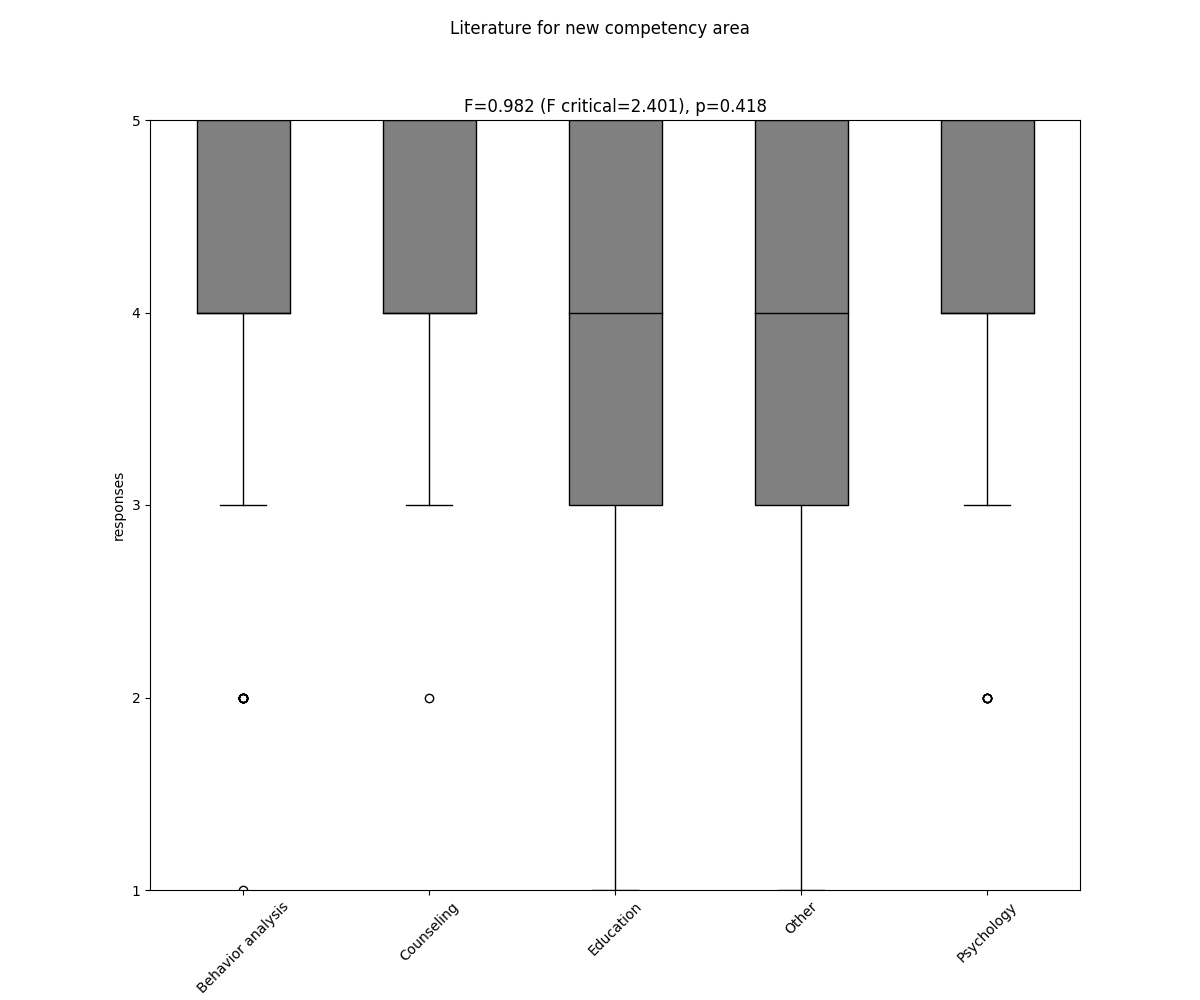 Literature for new competency area
F=0.982 (F critical=2.401), p=0.418
5
4
3
2
1
responses
Behavior analysis
Counseling
Education
Other
Psychology